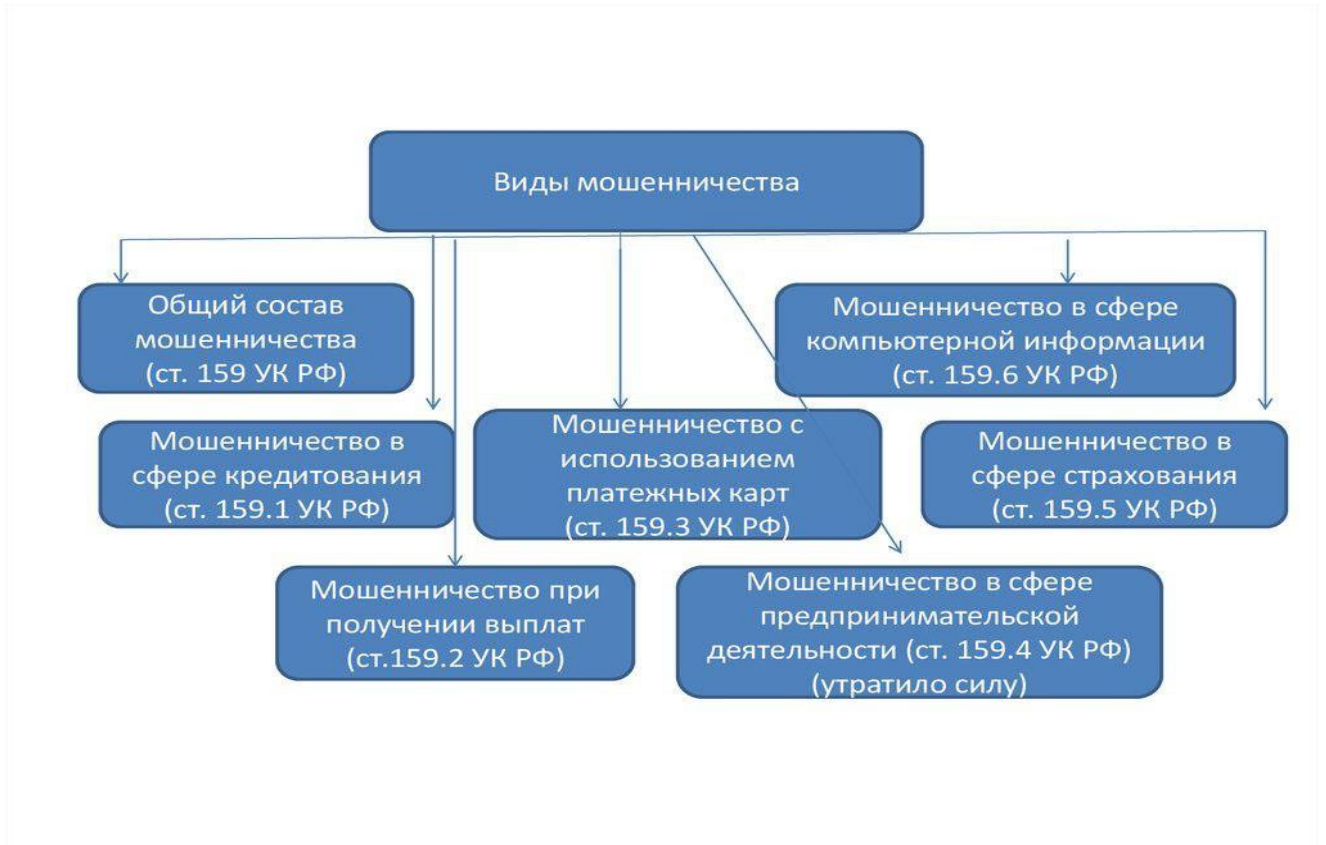 Виды мошенничества
Общий состав
мошенничества
(ст. 159 УК РФ)
Мошенничество в сфере
компьютерной информации
(ст. 159.6 УК РФ)
Мошенничество в
сфере кредитования
(ст. 159.1 УК РФ)
Мошенничество с
использованием
платежных карт
(ст. 159.3 УК РФ)
Мошенничество в
сфере страхования
(ст. 159.5 УК РФ)
Мошенничество при
получении выплат
(ст.159.2 УК РФ)
Мошенничество в сфере
предпринимательской
деятельности (ст. 159.4 УК РФ)
(утратило силу)